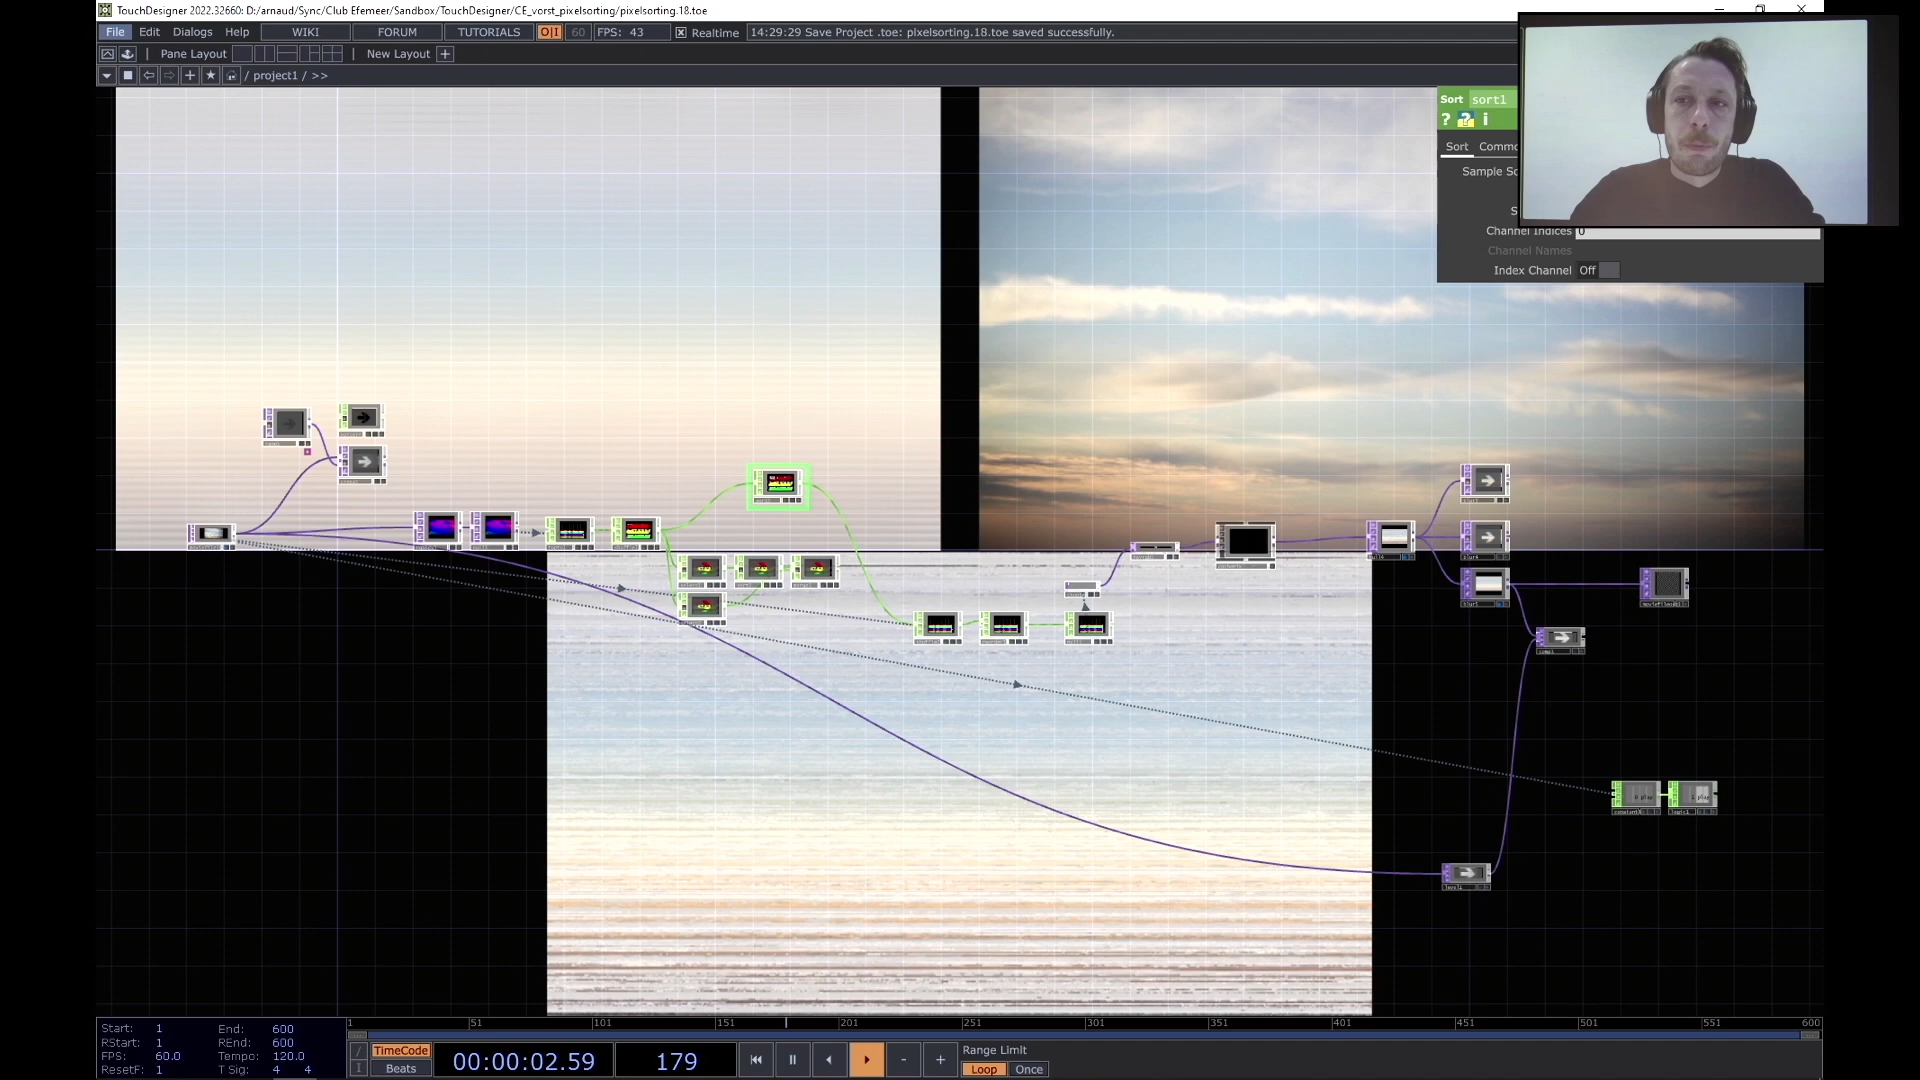 TouchDesigner 2022.32660: D:/arnaud/Sync/Club Efemeer/Sandbox/TouchDesigner/CE_vorst_pixelsorting/pixelsorting.18.toe
File Edit Dialogs Help WIKI FORUM TUTORIALS O|I 60 FPS: 43 Realtime 14:29:29 Save Project .toe: pixelsorting.18.toe saved successfully.
Pane Layout New Layout +
/ project1 / >>
Sort sort1
? i
Sort Commo
Sample So
S
Channel Indices 0
Channel Names
Index Channel Off
Start: 1 End: 600
RStart: 1 REnd: 600
FPS: 60.0 Tempo: 120.0
ResetF: 1 T Sig: 4 4
1 51 101 151 201 251 301 351 401 451 501 551 600
TimeCode
Beats
00:00:02.59
179
- +
Range Limit
Loop Once